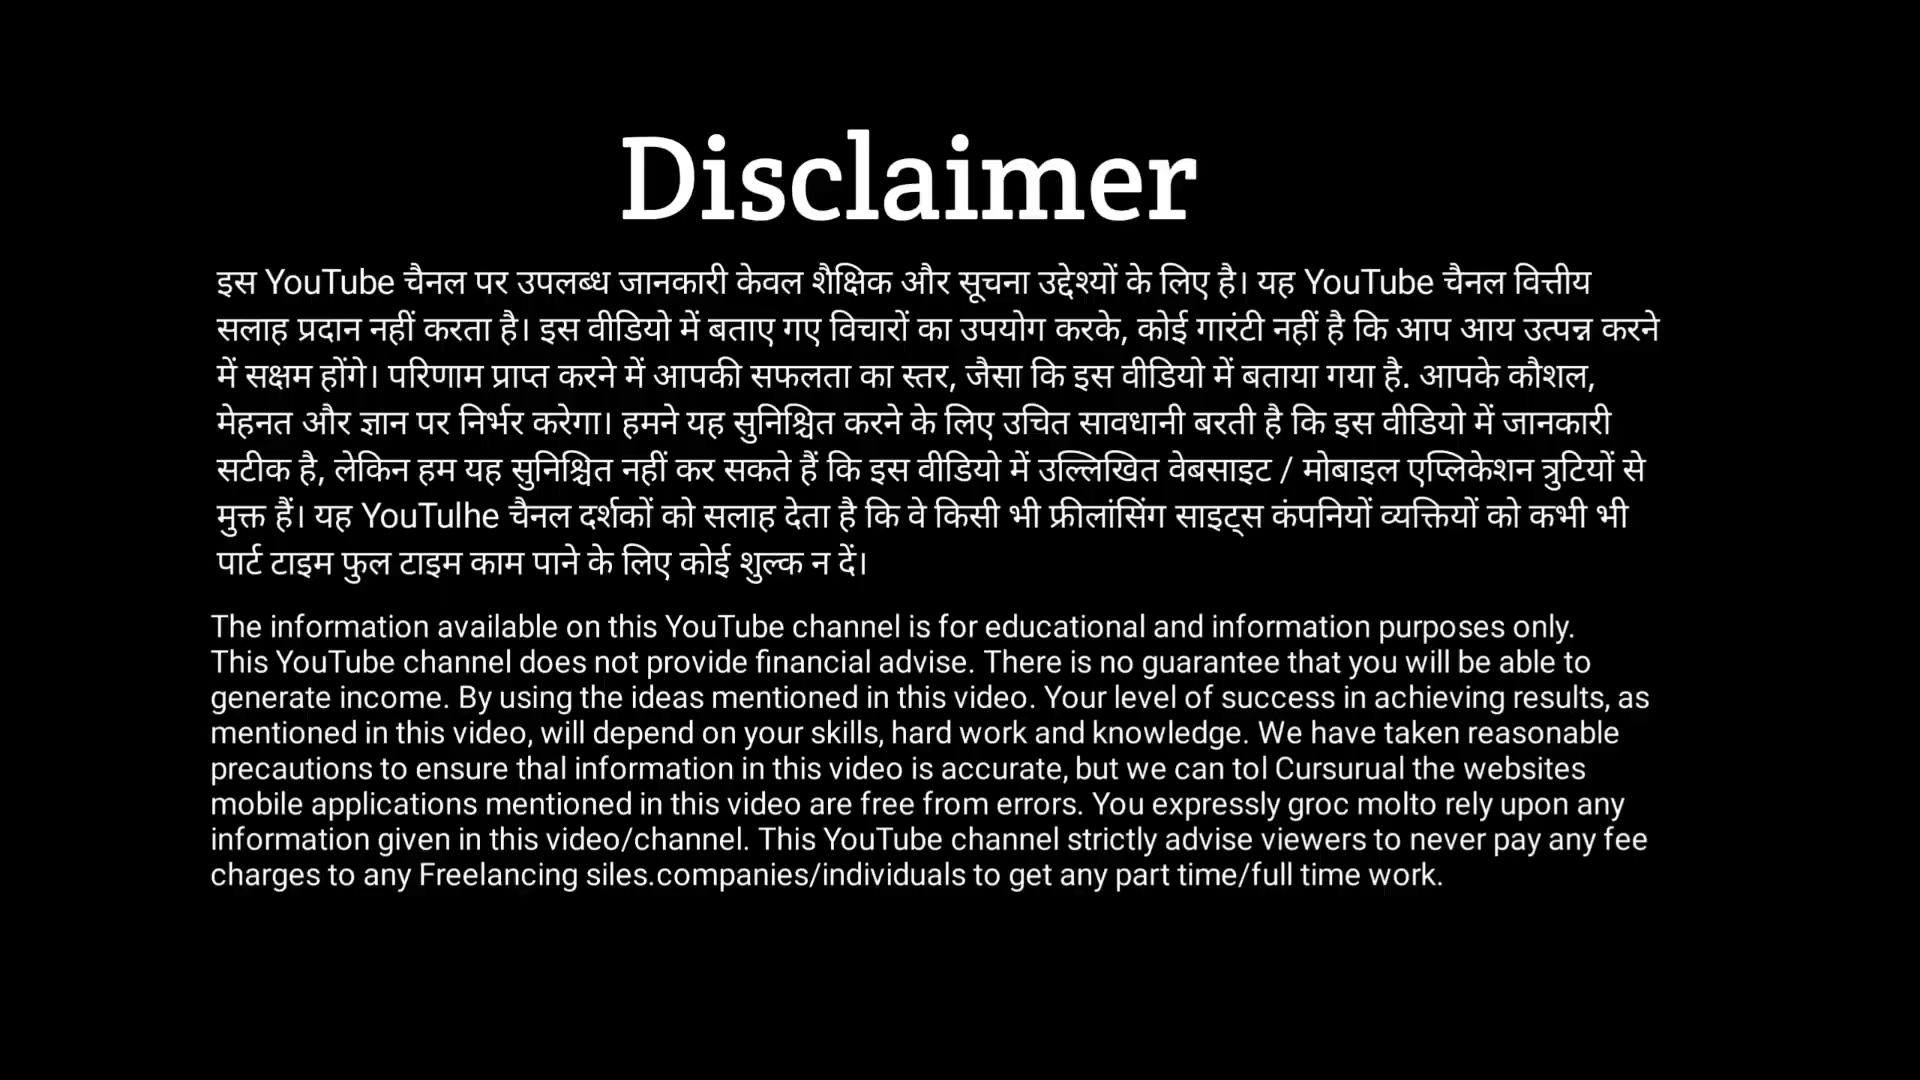 Disclaimer
इस YouTube चैनल पर उपलब्ध जानकारी केवल शैक्षिक और सूचना उद्देश्यों के लिए है। यह YouTube चैनल वित्तीय
सलाह प्रदान नहीं करता है। इस वीडियो में बताए गए विचारों का उपयोग करके, कोई गारंटी नहीं है कि आप आय उत्पन्न करने
में सक्षम होंगे। परिणाम प्राप्त करने में आपकी सफलता का स्तर, जैसा कि इस वीडियो में बताया गया है. आपके कौशल,
मेहनत और ज्ञान पर निर्भर करेगा। हमने यह सुनिश्चित करने के लिए उचित सावधानी बरती है कि इस वीडियो में जानकारी
सटीक है, लेकिन हम यह सुनिश्चित नहीं कर सकते हैं कि इस वीडियो में उल्लिखित वेबसाइट / मोबाइल एप्लिकेशन त्रुटियों से
मुक्त हैं। यह YouTulhe चैनल दर्शकों को सलाह देता है कि वे किसी भी फ्रीलांसिंग साइट्स कंपनियों व्यक्तियों को कभी भी
पार्ट टाइम फुल टाइम काम पाने के लिए कोई शुल्क न दें।
The information available on this YouTube channel is for educational and information purposes only.
This YouTube channel does not provide financial advise. There is no guarantee that you will be able to
generate income. By using the ideas mentioned in this video. Your level of success in achieving results, as
mentioned in this video, will depend on your skills, hard work and knowledge. We have taken reasonable
precautions to ensure thal information in this video is accurate, but we can tol Cursurual the websites
mobile applications mentioned in this video are free from errors. You expressly groc molto rely upon any
information given in this video/channel. This YouTube channel strictly advise viewers to never pay any fee
charges to any Freelancing siles.companies/individuals to get any part time/full time work.